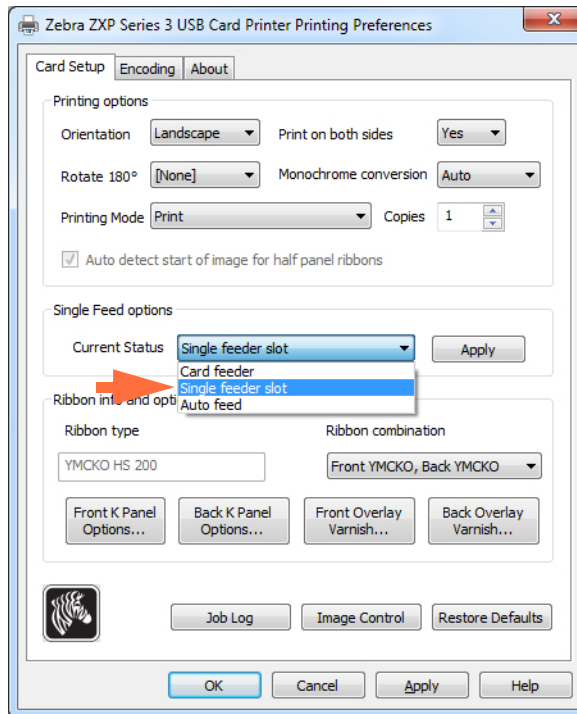 Zebra ZXP Series 3 USB Card Printer Printing Preferences
Card Setup Encoding About
Printing options
Orientation Landscape Print on both sides Yes
Rotate 180° [None] Monochrome conversion Auto
Printing Mode Print Copies 1
Auto detect start of image for half panel ribbons
Single Feed options
Current Status Single feeder slot Apply
Card feeder
Single feeder slot
Auto feed
Ribbon info and opti
Ribbon type Ribbon combination
YMCKO HS 200 Front YMCKO, Back YMCKO
Front K Panel Back K Panel Front Overlay Back Overlay
Options... Options... Varnish... Varnish...
Job Log Image Control Restore Defaults
OK Cancel Apply Help